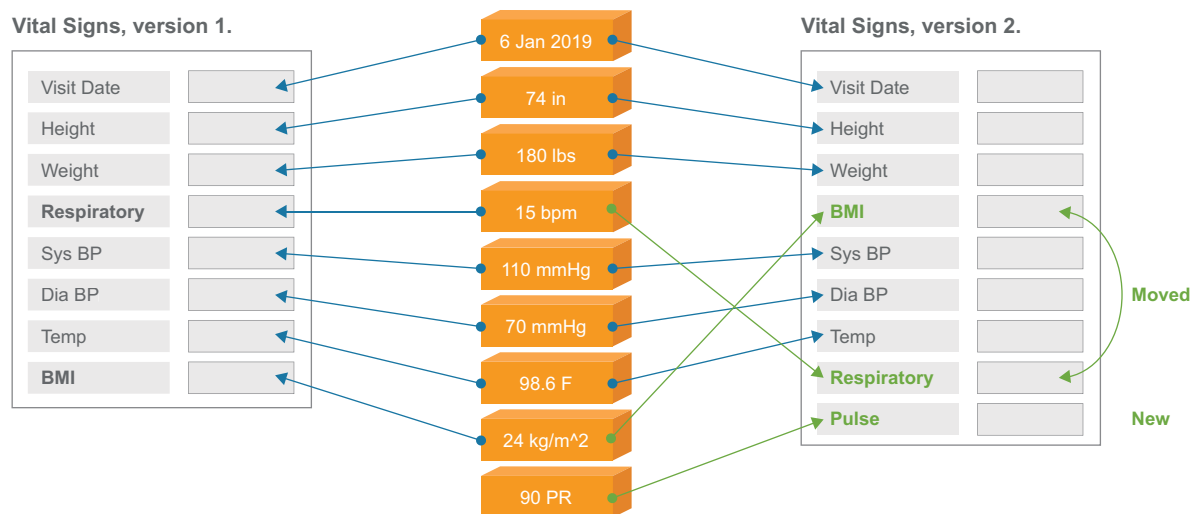 Vital Signs, version 1.
Visit Date
Height
Weight
Respiratory
Sys BP
Dia BP
Temp
BMI
6 Jan 2019
74 in
180 lbs
15 bpm
110 mmHg
70 mmHg
98.6 F
24 kg/m^2
90 PR
Vital Signs, version 2.
Visit Date
Height
Weight
BMI
Sys BP
Dia BP
Temp
Respiratory
Pulse
Moved
New